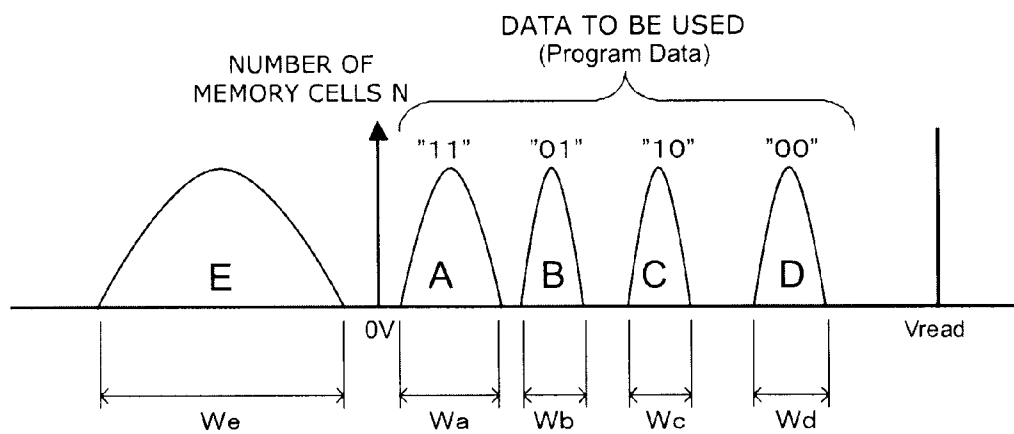 DATA TO BE USED
(Program Data)
NUMBER OF
MEMORY CELLS N
"11" "01" "10" "00"
E A B C D
0V Vread
We Wa Wb Wc Wd